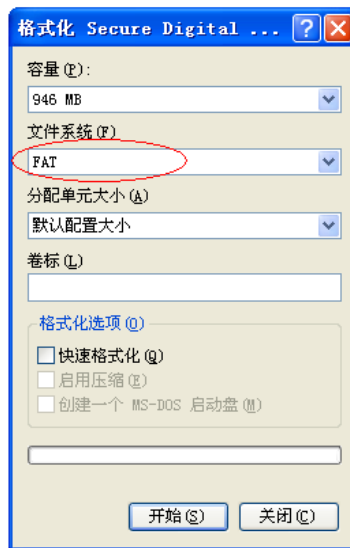 格式化 Secure Digital ...
容量(P):
946 MB
文件系统(F)
FAT
分配单元大小(A)
默认配置大小
卷标(L)
格式化选项(O)
快速格式化(Q)
启用压缩(E)
创建一个 MS-DOS 启动盘(M)
开始(S)
关闭(C)